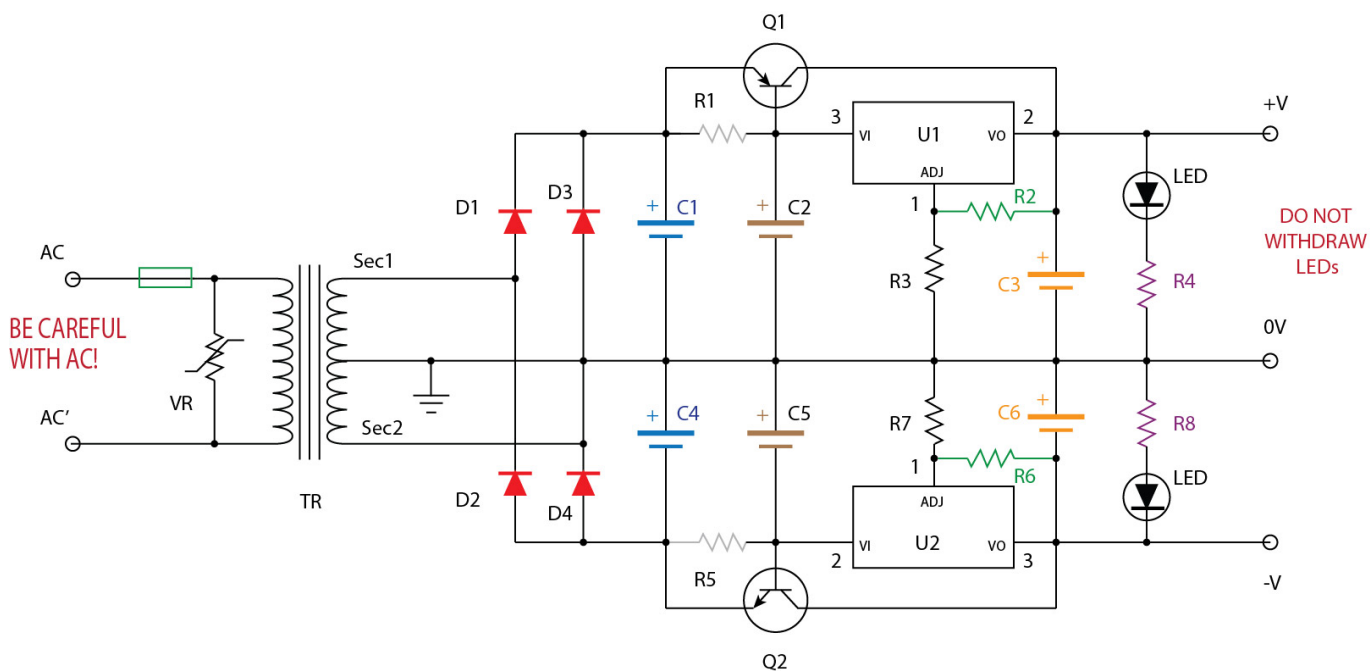 Q1
R1
3
VI
U1
VO
2
+V
ADJ
LED
D1
D3
+
C1
+
C2
1
R2
DO NOT
WITHDRAW
LEDs
AC
Sec1
R3
+
C3
R4
BE CAREFUL
WITH AC!
0V
VR
AC’
Sec2
+
C4
+
C5
R7
+
C6
R8
1
R6
LED
D2
D4
TR
ADJ
R5
2
VI
U2
VO
3
-V
Q2